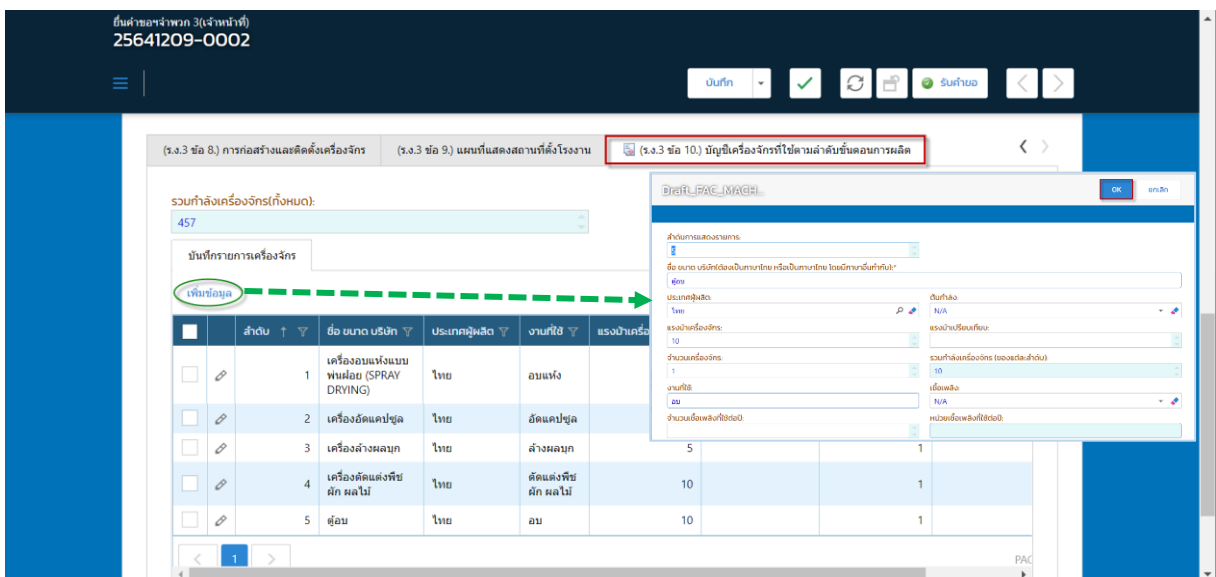 ยื่นคำขอฯจำพวก 3(เจ้าหน้าที่)
25641209-0002
บันทึก
รับคำขอ
(ร.ง.3 ข้อ 8.) การก่อสร้างและติดตั้งเครื่องจักร
(ร.ง.3 ข้อ 9.) แผนที่แสดงสถานที่ตั้งโรงงาน
(ร.ง.3 ข้อ 10.) บัญชีเครื่องจักรที่ใช้ตามลำดับขั้นตอนการผลิต
รวมกำลังเครื่องจักร(ทั้งหมด):
457
บันทึกรายการเครื่องจักร
เพิ่มข้อมูล
ลำดับ ชื่อ ขนาด บริษัท ประเทศผู้ผลิต งานที่ใช้ แรงม้าเครื่อ
1 เครื่องอบแห้งแบบ ไทย อบแห้ง
พ่นฝอย (SPRAY
DRYING)
2 เครื่องอัดแคปซูล ไทย อัดแคปซูล
3 เครื่องล้างผลบุก ไทย ล้างผลบุก 5 1
4 เครื่องตัดแต่งพืช ไทย ตัดแต่งพืช 10 1
ผัก ผลไม้ ผัก ผลไม้
5 ตู้อบ ไทย อบ 10 1
1
PAG
Draft_FAC_MACH...
OK ยกเลิก
ลำดับการแสดงรายการ:
5
ชื่อ ขนาด บริษัท(ต้องเป็นภาษาไทย หรือเป็นภาษาไทย โดยมีภาษาอื่นกำกับ):*
ตู้อบ
ประเทศผู้ผลิต: ต้นกำลัง:
ไทย N/A
แรงม้าเครื่องจักร: แรงม้าเปรียบเทียบ:
10
จำนวนเครื่องจักร: รวมกำลังเครื่องจักร (ของแต่ละลำดับ):
1 10
งานที่ใช้: เชื้อเพลิง:
อบ N/A
จำนวนเชื้อเพลิงที่ใช้ต่อปี: หน่วยเชื้อเพลิงที่ใช้ต่อปี: